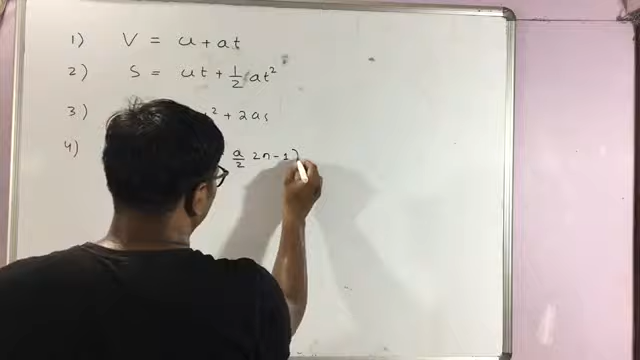 1) V = u + at
2) S = ut + 1/2 at²
3) ² + 2as
4) a/2 2n - 1)